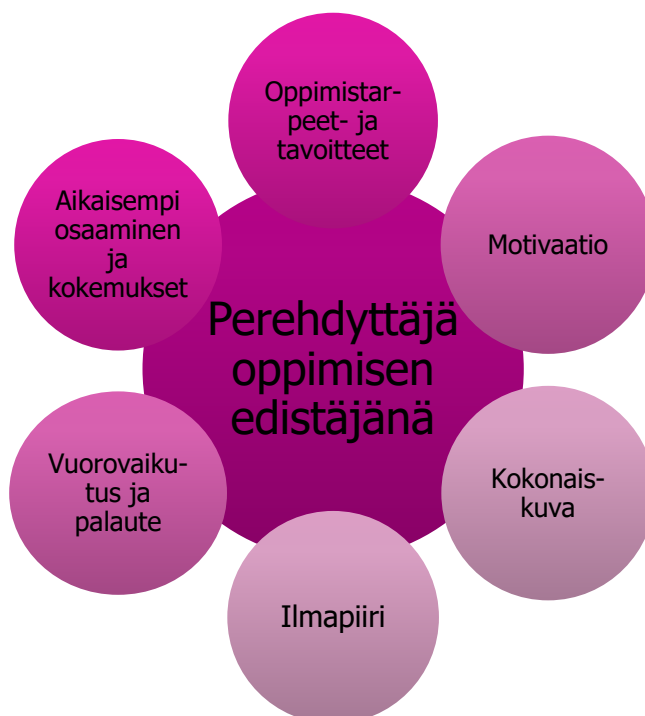 Oppimistar-
peet- ja
tavoitteet
Motivaatio
Kokonais-
kuva
Ilmapiiri
Vuorovaiku-
tus ja
palaute
Aikaisempi
osaaminen
ja
kokemukset
Perehdyttäjä
oppimisen
edistäjänä